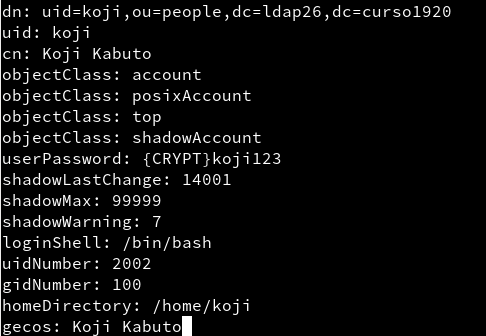 dn: uid=koji,ou=people,dc=ldap26,dc=curso1920
uid: koji
cn: Koji Kabuto
objectClass: account
objectClass: posixAccount
objectClass: top
objectClass: shadowAccount
userPassword: {CRYPT}koji123
shadowLastChange: 14001
shadowMax: 99999
shadowWarning: 7
loginShell: /bin/bash
uidNumber: 2002
gidNumber: 100
homeDirectory: /home/koji
gecos: Koji Kabuto